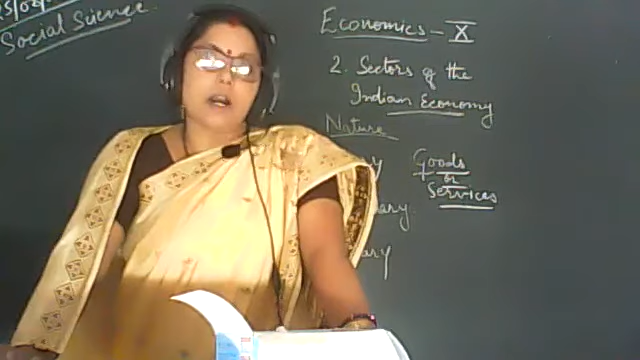 Social Science
Economics - X
2. Sectors of the
Indian Economy
Nature
Goods
or
Services